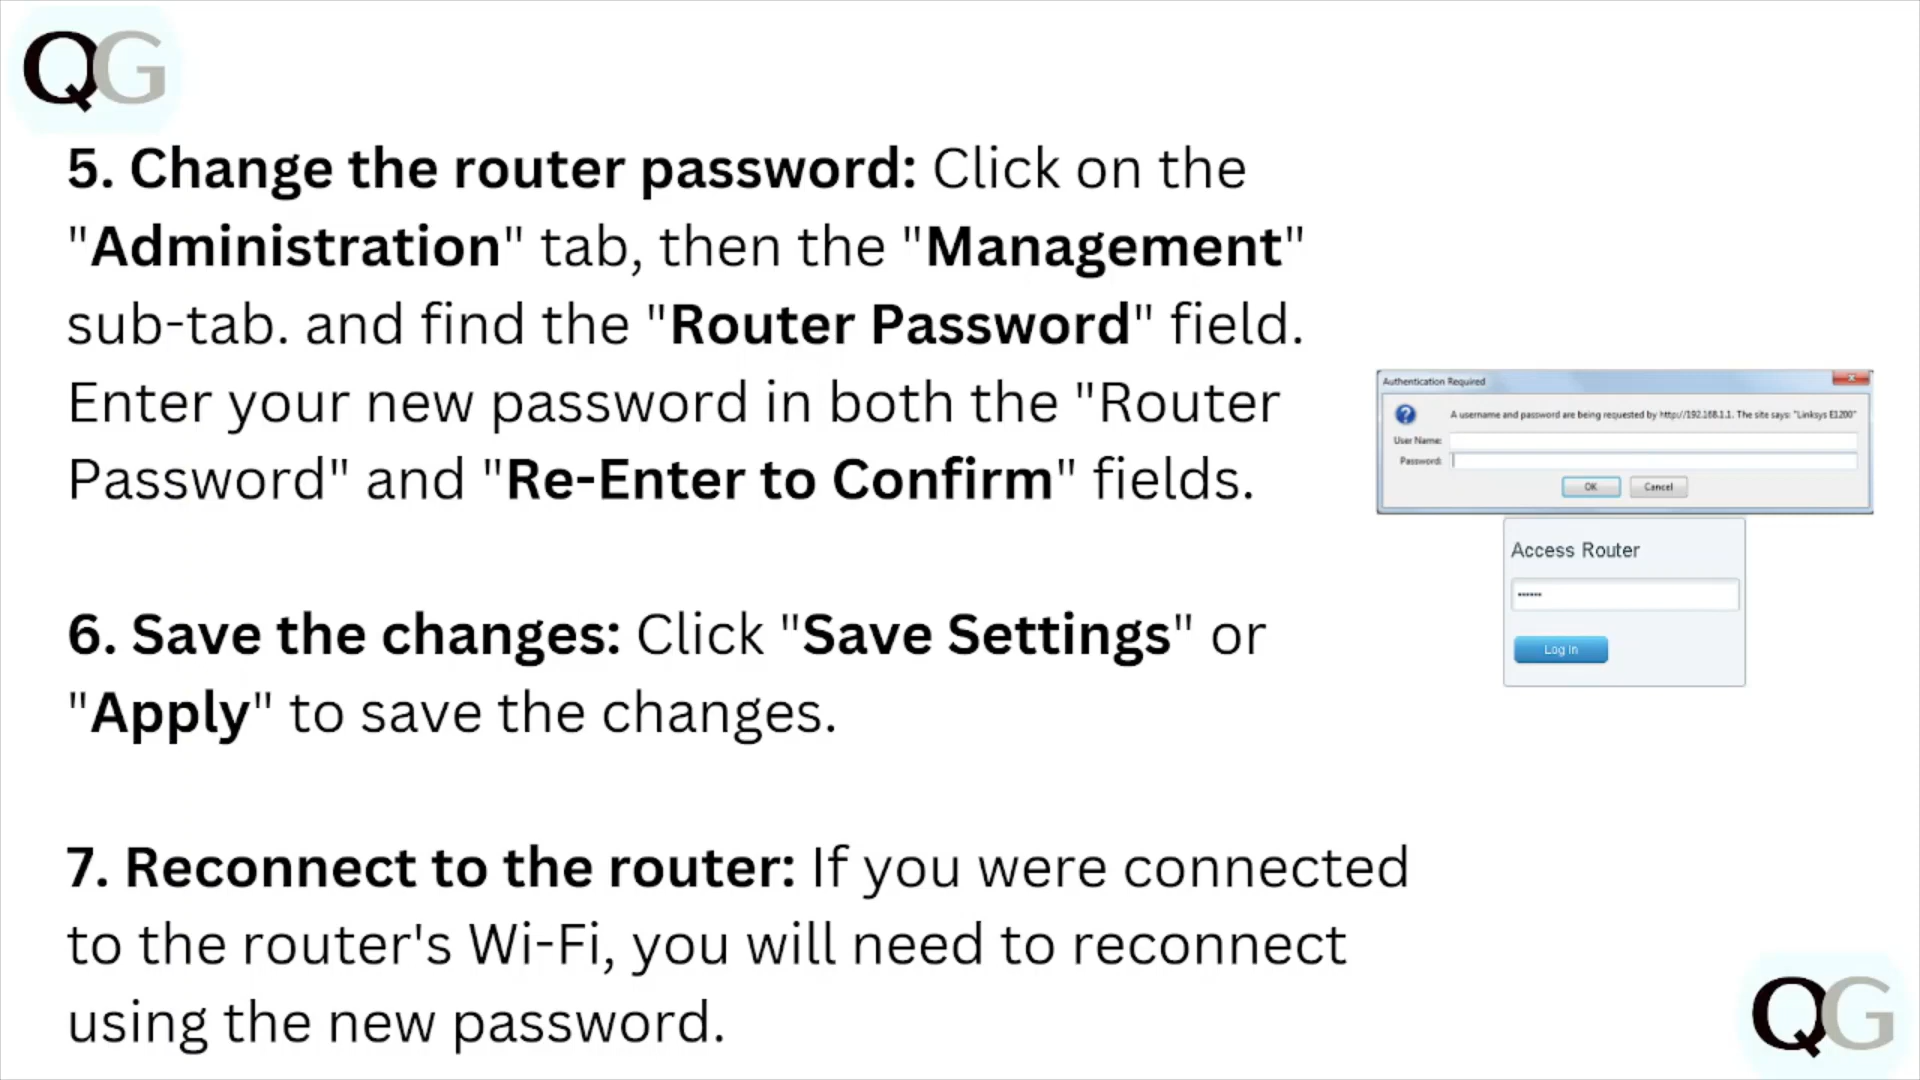 QG
5. Change the router password: Click on the
"Administration" tab, then the "Management"
sub-tab. and find the "Router Password" field.
Enter your new password in both the "Router
Password" and "Re-Enter to Confirm" fields.
6. Save the changes: Click "Save Settings" or
"Apply" to save the changes.
7. Reconnect to the router: If you were connected
to the router's Wi-Fi, you will need to reconnect
using the new password.
Authentication Required
A username and password are being requested by http://192.168.1.1. The site says: "Linksys E1200"
User Name:
Password:
OK Cancel
Access Router
••••••
Log in
QG